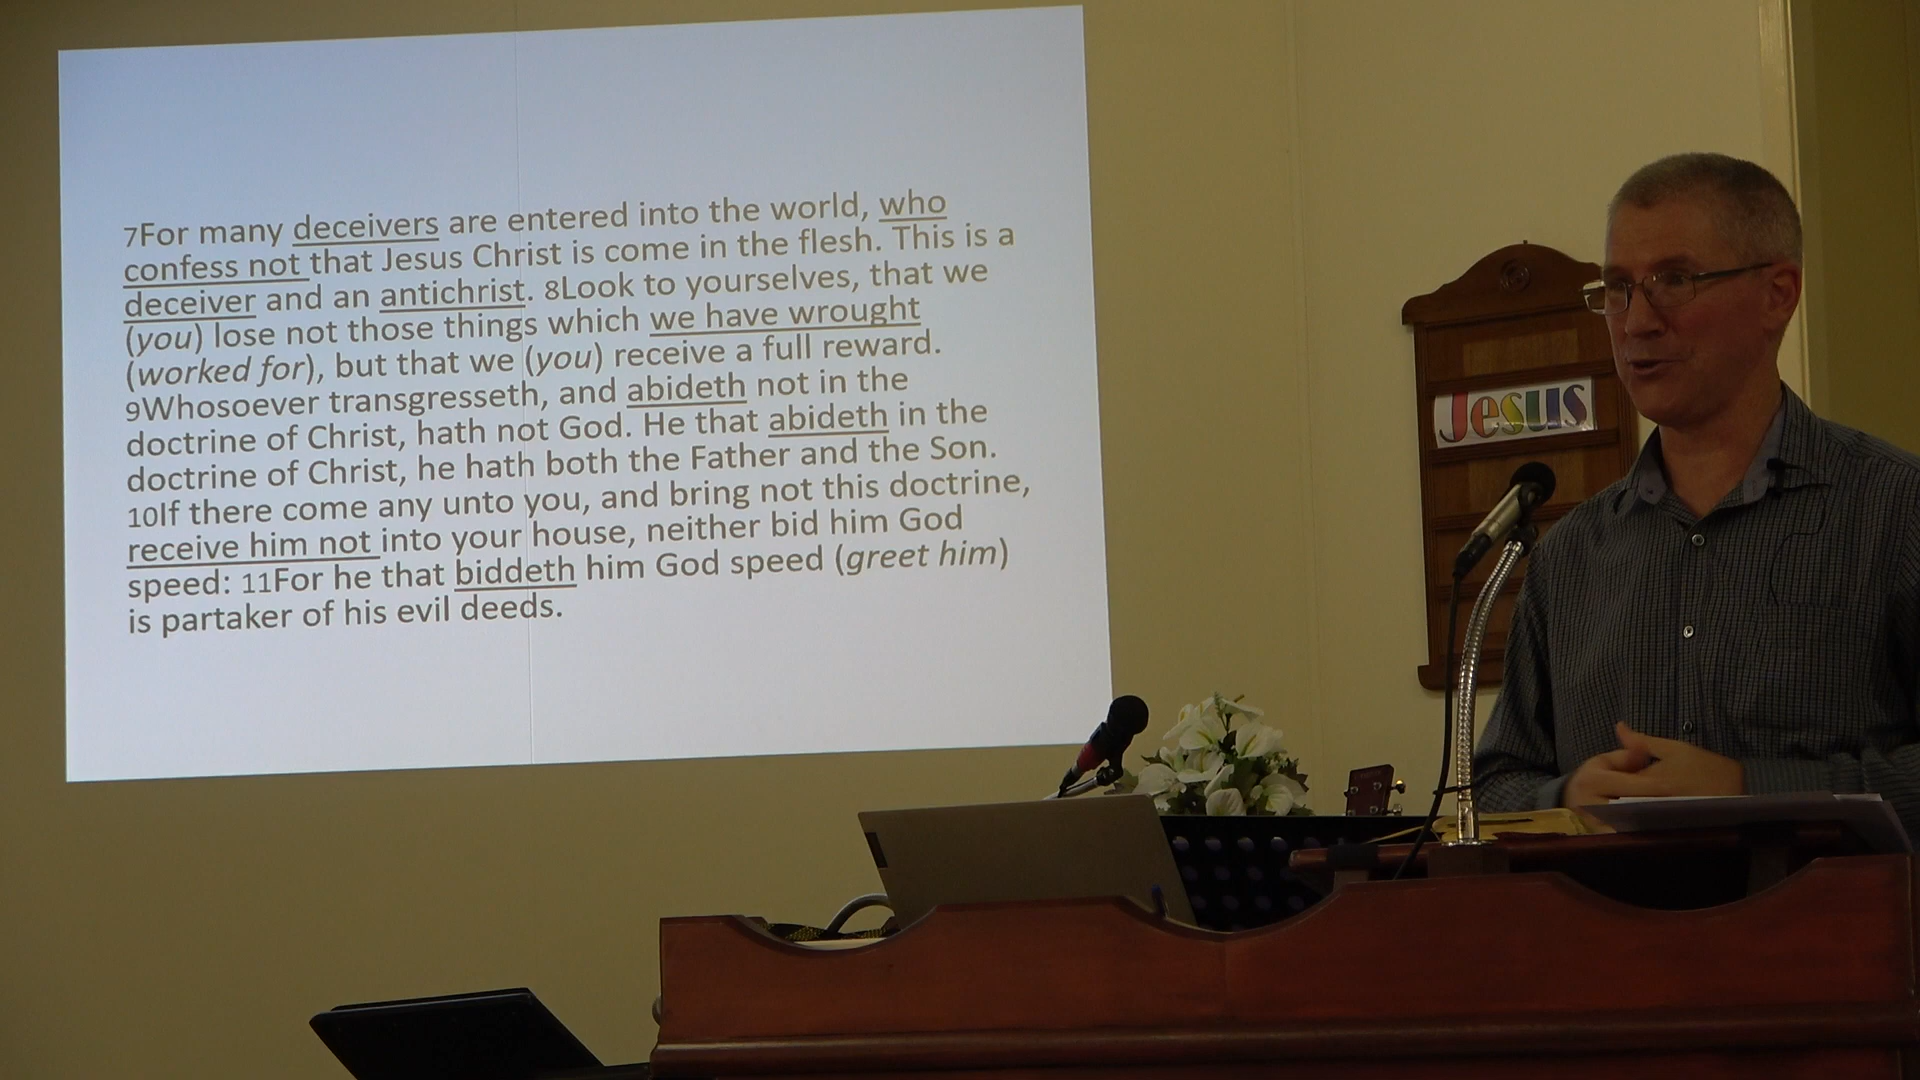 7For many deceivers are entered into the world, who
confess not that Jesus Christ is come in the flesh. This is a
deceiver and an antichrist. 8Look to yourselves, that we
(you) lose not those things which we have wrought
(worked for), but that we (you) receive a full reward.
9Whosoever transgresseth, and abideth not in the
doctrine of Christ, hath not God. He that abideth in the
doctrine of Christ, he hath both the Father and the Son.
10If there come any unto you, and bring not this doctrine,
receive him not into your house, neither bid him God
speed: 11For he that biddeth him God speed (greet him)
is partaker of his evil deeds.
Jesus